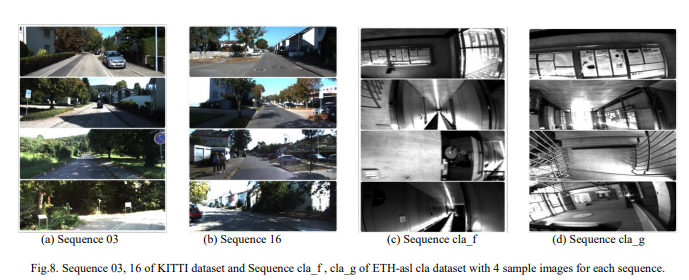 (a) Sequence 03 (b) Sequence 16 (c) Sequence cla_f (d) Sequence cla_g
Fig.8. Sequence 03, 16 of KITTI dataset and Sequence cla_f , cla_g of ETH-asl cla dataset with 4 sample images for each sequence.